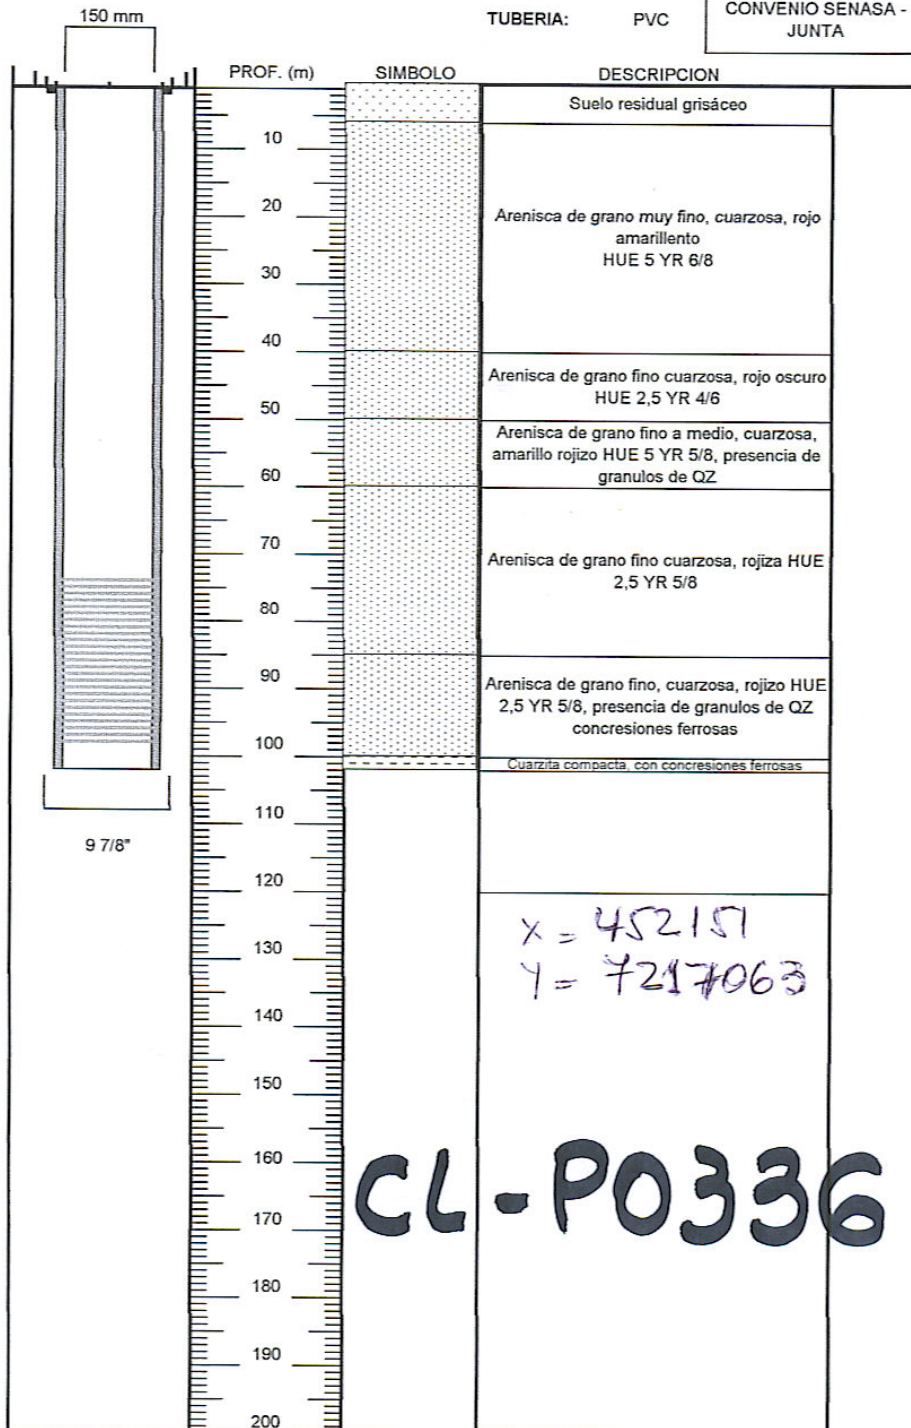 150 mm
TUBERIA: PVC
CONVENIO SENASA -
JUNTA
PROF. (m) SIMBOLO DESCRIPCION
Suelo residual grisáceo
10
20
Arenisca de grano muy fino, cuarzosa, rojo
amarillento
HUE 5 YR 6/8
30
40
Arenisca de grano fino cuarzosa, rojo oscuro
HUE 2,5 YR 4/6
50
Arenisca de grano fino a medio, cuarzosa,
amarillo rojizo HUE 5 YR 5/8, presencia de
granulos de QZ
60
70
Arenisca de grano fino cuarzosa, rojiza HUE
2,5 YR 5/8
80
90
Arenisca de grano fino, cuarzosa, rojizo HUE
2,5 YR 5/8, presencia de granulos de QZ
concresiones ferrosas
100
Cuarzita compacta, con concresiones ferrosas
110
9 7/8"
120
X = 452151
130
Y = 7217063
140
150
160
CL-P0336
170
180
190
200